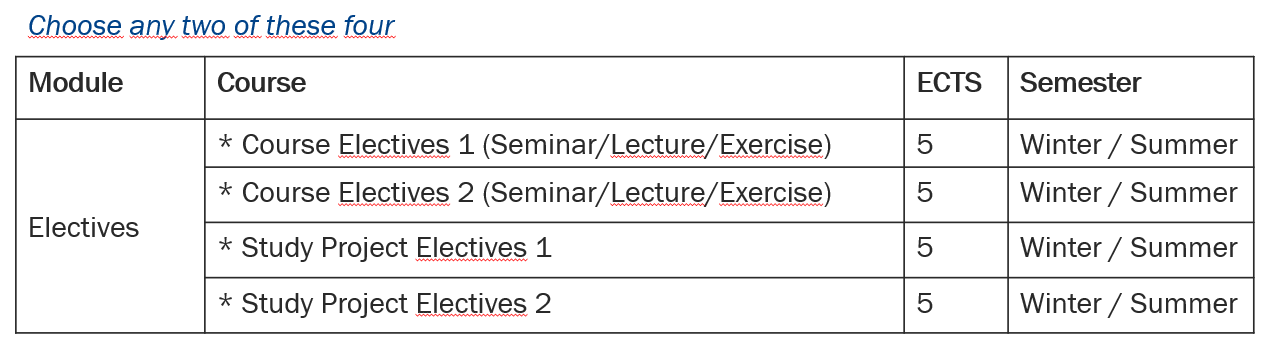 Choose any two of these four
Module Course ECTS Semester
Electives
* Course Electives 1 (Seminar/Lecture/Exercise) 5 Winter / Summer
* Course Electives 2 (Seminar/Lecture/Exercise) 5 Winter / Summer
* Study Project Electives 1 5 Winter / Summer
* Study Project Electives 2 5 Winter / Summer